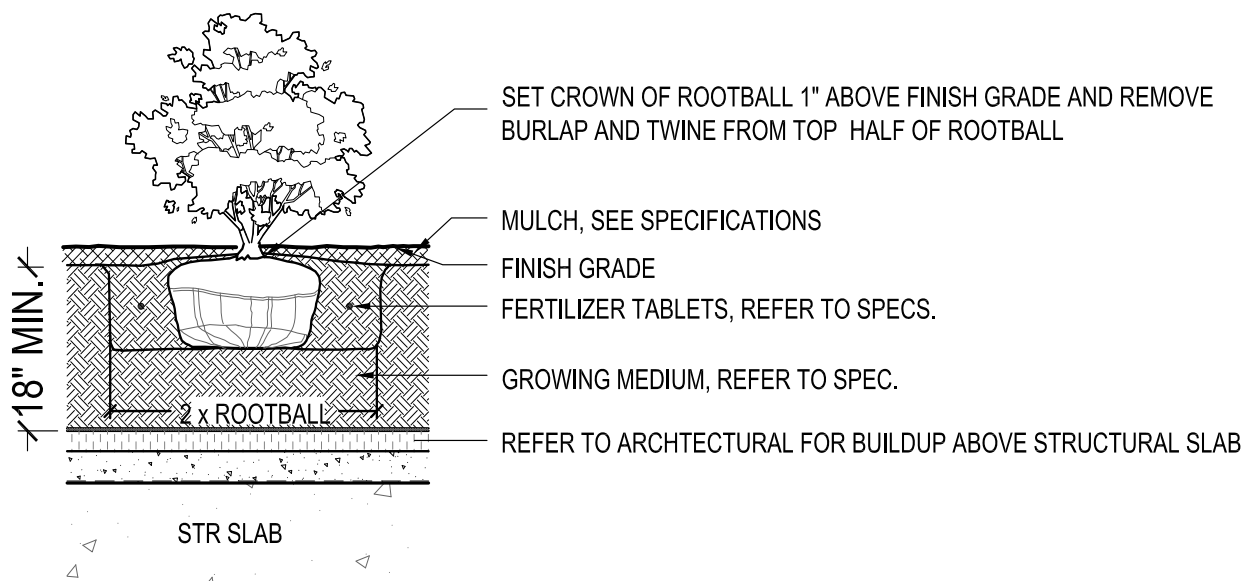 SET CROWN OF ROOTBALL 1" ABOVE FINISH GRADE AND REMOVE
BURLAP AND TWINE FROM TOP HALF OF ROOTBALL
MULCH, SEE SPECIFICATIONS
FINISH GRADE
FERTILIZER TABLETS, REFER TO SPECS.
18" MIN.
GROWING MEDIUM, REFER TO SPEC.
2 x ROOTBALL
REFER TO ARCHTECTURAL FOR BUILDUP ABOVE STRUCTURAL SLAB
STR SLAB